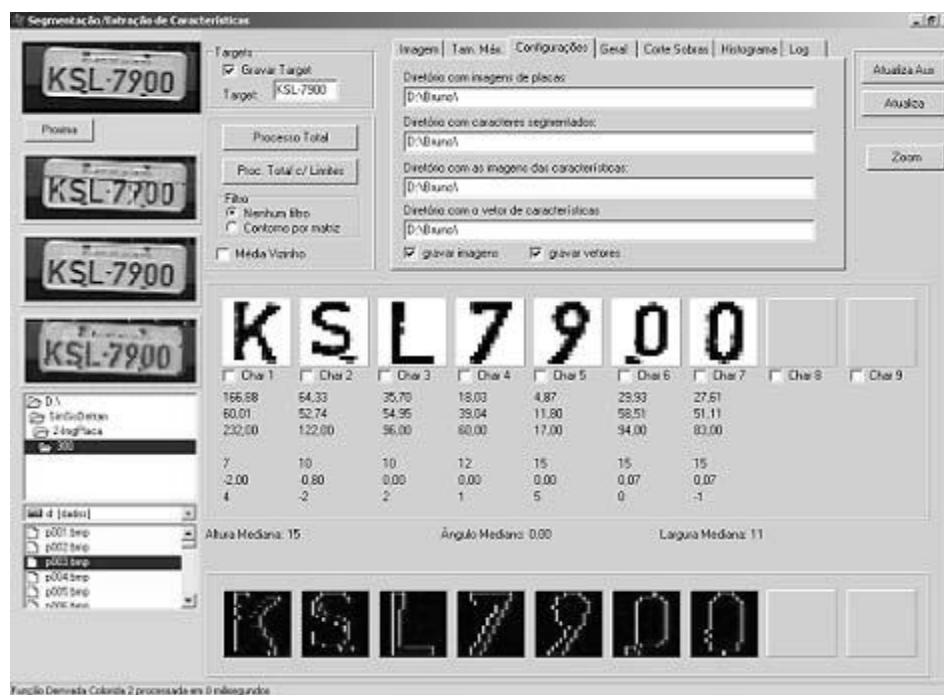 Segmentação/Extração de Características
KSL-7900
Proxima
KSL-7900
KSL-7900
KSL-7900
Targets
Gravar Target
Target: KSL-7900
Processo Total
Proc. Total c/ Limites
Filtro
Nenhum filtro
Contorno por matriz
Média Vizinho
Imagem Tam. Máx. Configurações Geral Corte Sobras Histograma Log
Diretório com imagens de placas:
D:\Bruno\
Diretório com caracteres segmentados:
D:\Bruno\
Diretório com as imagens das características:
D:\Bruno\
Diretório com o vetor de características
D:\Bruno\
gravar imagens gravar vetores
Atualiza Aux
Atualiza
Zoom
K S L 7 9 0 0
Char 1 Char 2 Char 3 Char 4 Char 5 Char 6 Char 7 Char 8 Char 9
166,88 64,33 35,70 18,03 4,87 29,93 27,61
60,01 52,74 54,95 39,04 11,80 58,51 51,11
232,00 122,00 96,00 60,00 17,00 94,00 83,00
7 10 10 12 15 15 15
-2,00 -0,80 0,00 0,00 0,00 0,07 0,07
4 -2 2 1 5 0 -1
D:\
24ngPlaca
300
d: [dados]
p001.bmp
p002.bmp
p003.bmp
p004.bmp
p005.bmp
p006.bmp
Altura Mediana: 15 Ângulo Mediano: 0,00 Largura Mediana: 11
K S L 7 9 0 0
Função Derivada Colorida 2 processada em 0 milisegundos